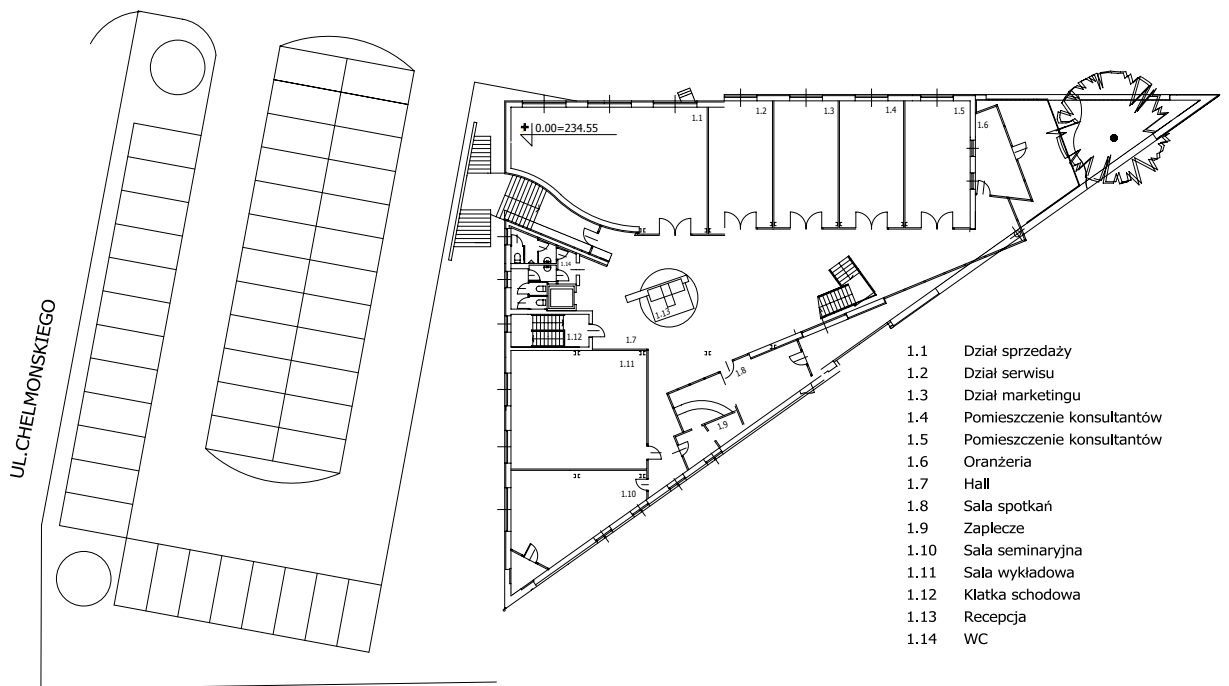 1.1
1.2
1.3
1.4
1.5
1.6
0.00=234.55
1.14
1.13
1.12
1.7
1.11
1.8
1.9
1.10
UL.CHELMONSKIEGO
1.1 Dział sprzedaży
1.2 Dział serwisu
1.3 Dział marketingu
1.4 Pomieszczenie konsultantów
1.5 Pomieszczenie konsultantów
1.6 Oranżeria
1.7 Hall
1.8 Sala spotkań
1.9 Zaplecze
1.10 Sala seminaryjna
1.11 Sala wykładowa
1.12 Klatka schodowa
1.13 Recepcja
1.14 WC